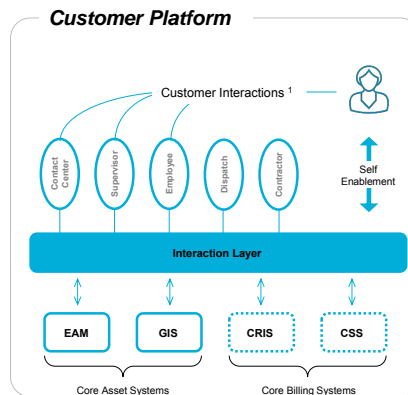 Customer Platform
Customer Interactions 1
Contact
Center
Supervisor
Employee
Dispatch
Contractor
Self
Enablement
Interaction Layer
EAM
GIS
CRIS
CSS
Core Asset Systems
Core Billing Systems